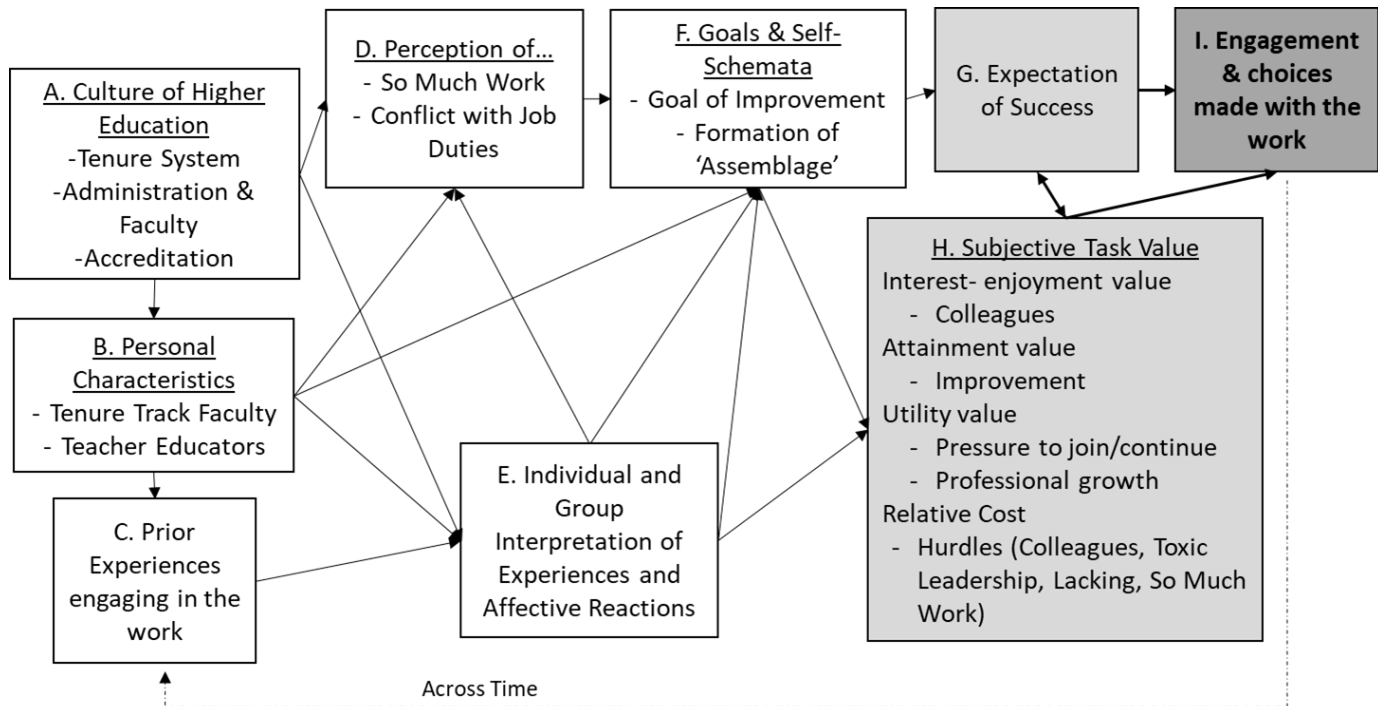 A. Culture of Higher
Education
-Tenure System
-Administration &
Faculty
-Accreditation
B. Personal
Characteristics
- Tenure Track Faculty
- Teacher Educators
C. Prior
Experiences
engaging in the
work
D. Perception of...
- So Much Work
- Conflict with Job
Duties
E. Individual and
Group
Interpretation of
Experiences and
Affective Reactions
F. Goals & Self-
Schemata
- Goal of Improvement
- Formation of
‘Assemblage’
G. Expectation
of Success
H. Subjective Task Value
Interest- enjoyment value
- Colleagues
Attainment value
- Improvement
Utility value
- Pressure to join/continue
- Professional growth
Relative Cost
- Hurdles (Colleagues, Toxic
Leadership, Lacking, So Much
Work)
I. Engagement
& choices
made with the
work
Across Time